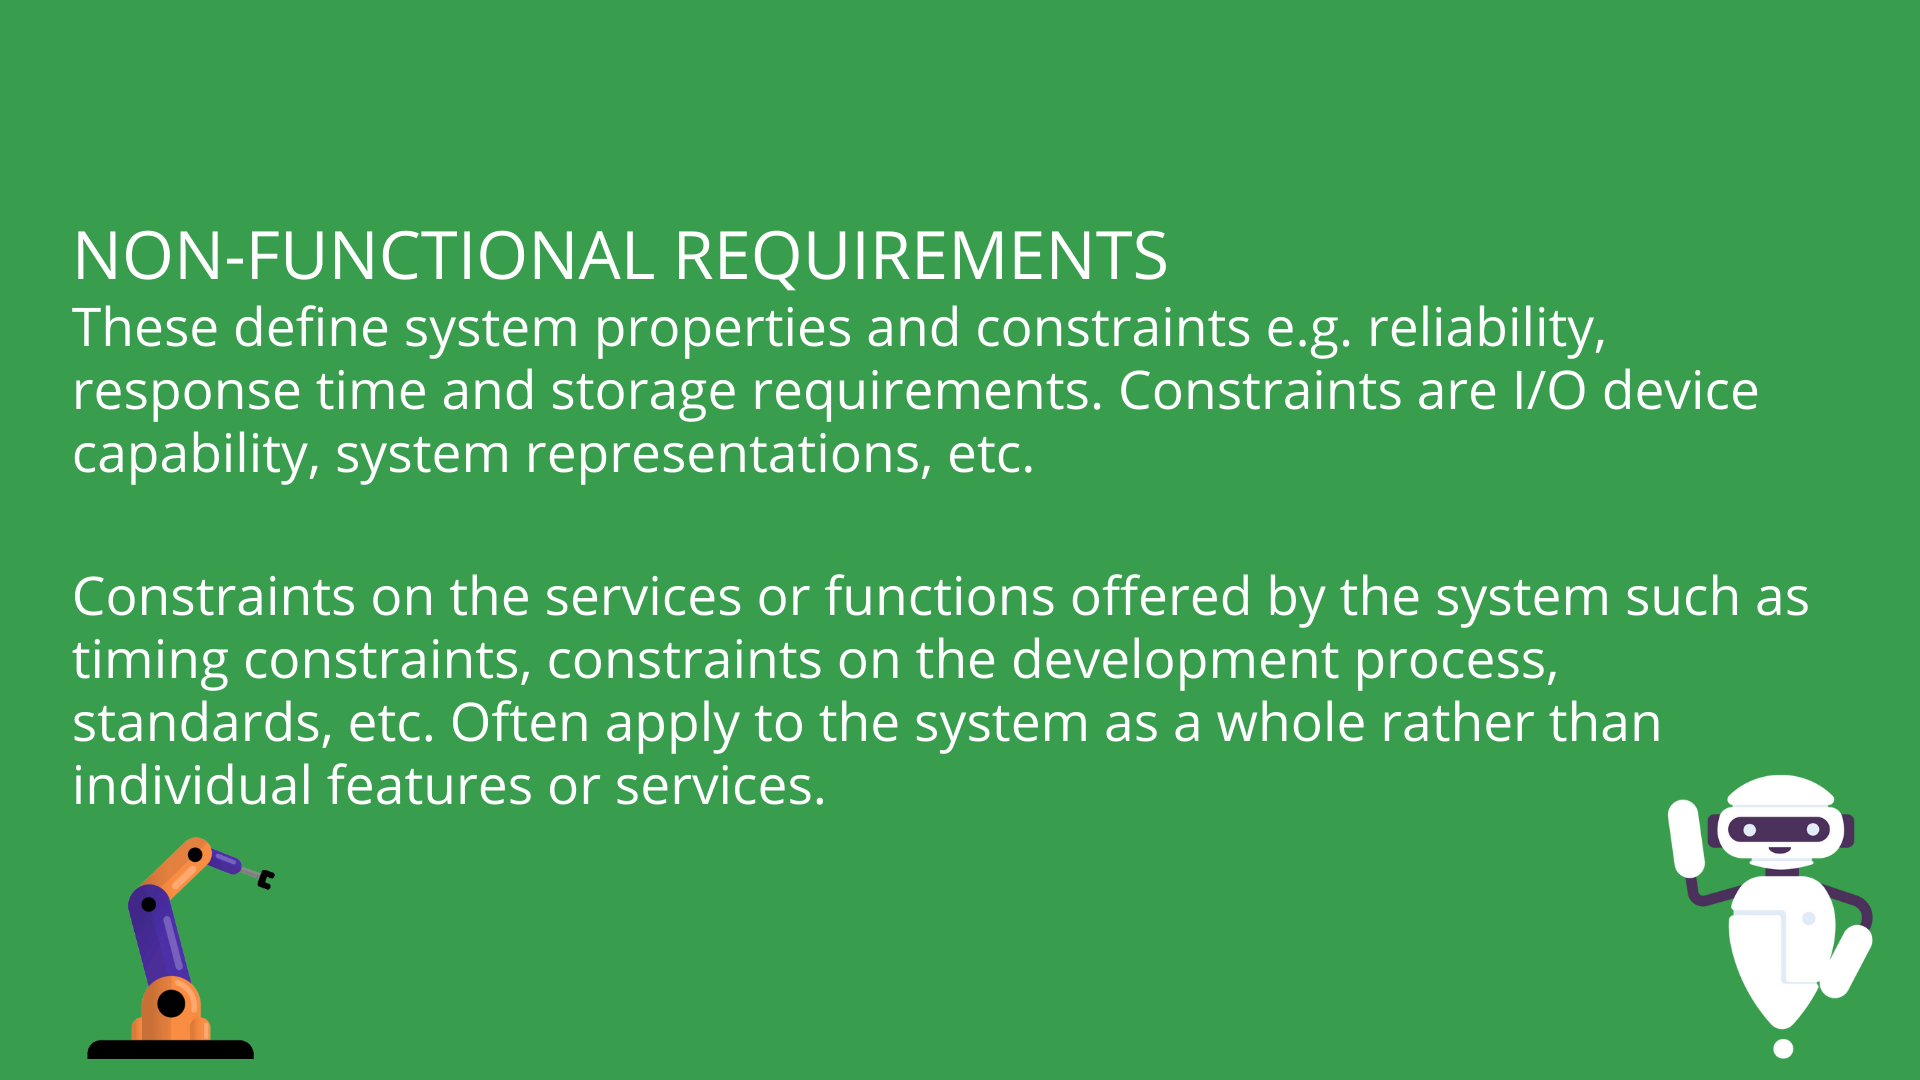 NON-FUNCTIONAL REQUIREMENTS
These define system properties and constraints e.g. reliability,
response time and storage requirements. Constraints are I/O device
capability, system representations, etc.
Constraints on the services or functions offered by the system such as
timing constraints, constraints on the development process,
standards, etc. Often apply to the system as a whole rather than
individual features or services.